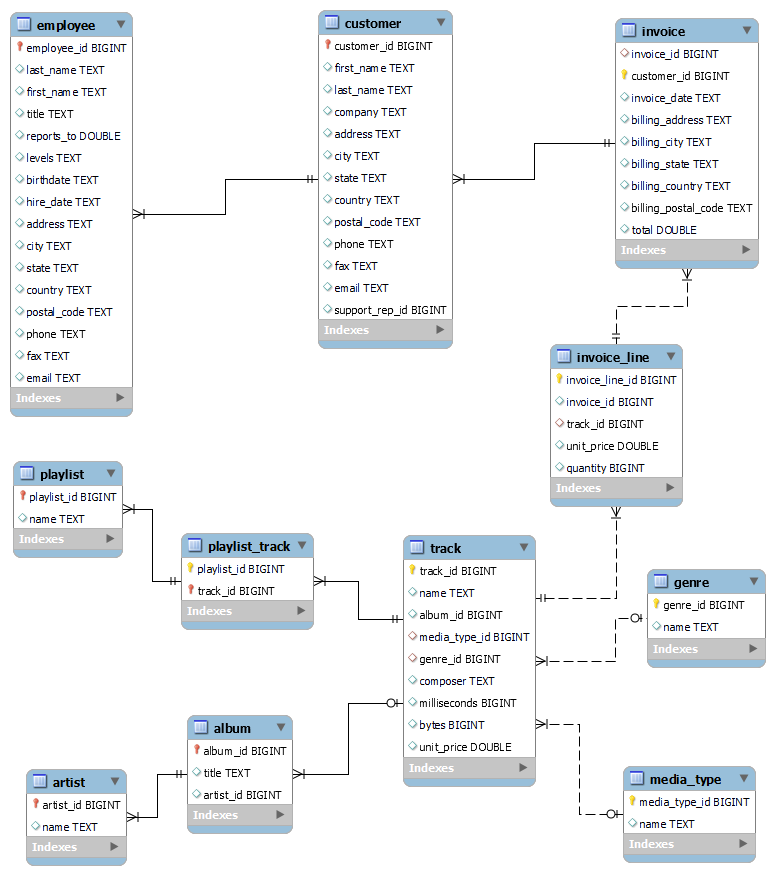 employee
employee_id BIGINT
last_name TEXT
first_name TEXT
title TEXT
reports_to DOUBLE
levels TEXT
birthdate TEXT
hire_date TEXT
address TEXT
city TEXT
state TEXT
country TEXT
postal_code TEXT
phone TEXT
fax TEXT
email TEXT
Indexes
customer
customer_id BIGINT
first_name TEXT
last_name TEXT
company TEXT
address TEXT
city TEXT
state TEXT
country TEXT
postal_code TEXT
phone TEXT
fax TEXT
email TEXT
support_rep_id BIGINT
Indexes
invoice
invoice_id BIGINT
customer_id BIGINT
invoice_date TEXT
billing_address TEXT
billing_city TEXT
billing_state TEXT
billing_country TEXT
billing_postal_code TEXT
total DOUBLE
Indexes
invoice_line
invoice_line_id BIGINT
invoice_id BIGINT
track_id BIGINT
unit_price DOUBLE
quantity BIGINT
Indexes
playlist
playlist_id BIGINT
name TEXT
Indexes
playlist_track
playlist_id BIGINT
track_id BIGINT
Indexes
track
track_id BIGINT
name TEXT
album_id BIGINT
media_type_id BIGINT
genre_id BIGINT
composer TEXT
milliseconds BIGINT
bytes BIGINT
unit_price DOUBLE
Indexes
genre
genre_id BIGINT
name TEXT
Indexes
album
album_id BIGINT
title TEXT
artist_id BIGINT
Indexes
artist
artist_id BIGINT
name TEXT
Indexes
media_type
media_type_id BIGINT
name TEXT
Indexes